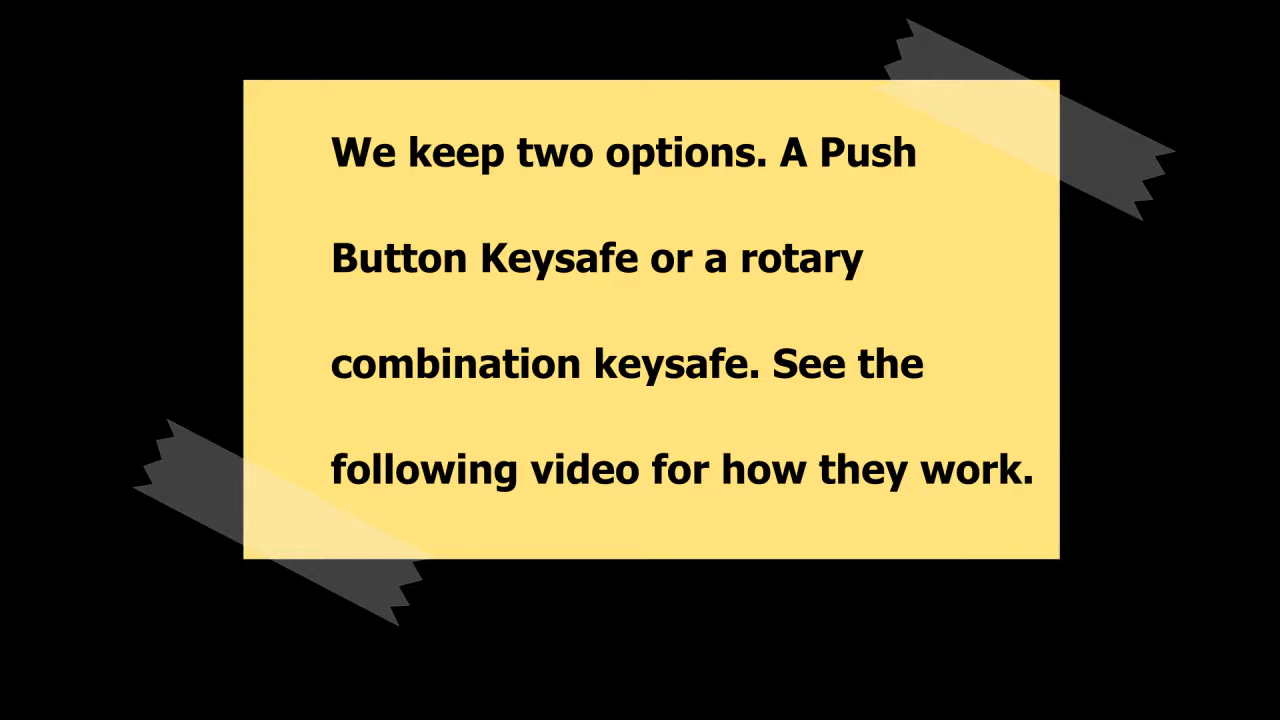 We keep two options. A Push
Button Keysafe or a rotary
combination keysafe. See the
following video for how they work.